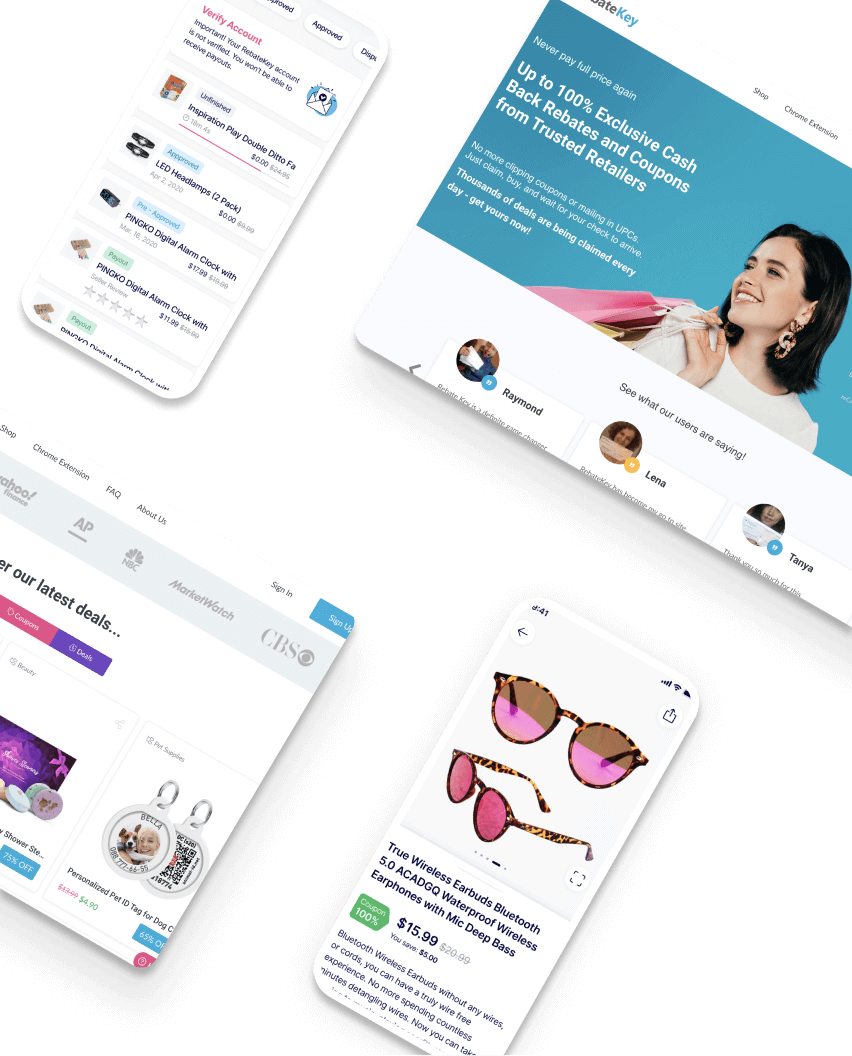 Approved
Approved
Verify Account
Important! Your RebateKey account
is not verified. You won't be able to
receive payouts.
Unfinished
Inspiration Play Double Ditto Fa
18m 4s
$0.00 $24.95
Appproved
LED Headlamps (2 Pack)
Apr 2, 2020
$0.00 $9.99
Pre - Approved
PINGKO Digital Alarm Clock with
Mar. 16, 2020
$17.99 $19.99
Payout
PINGKO Digital Alarm Clock with
Seller Review
$11.99 $16.99
Payout
PINGKO Digital Alarm Clock with
bateKey
Shop
Chrome Extension
Never pay full price again
Up to 100% Exclusive Cash
Back Rebates and Coupons
from Trusted Retailers
No more clipping coupons or mailing in UPCs.
Just claim, buy, and wait for your check to arrive.
Thousands of deals are being claimed every
day - get yours now!
See what our users are saying!
Raymond
Rebate Key is a definite game changer
Lena
RebateKey has become my go to site
Tanya
Thank you so much for this
Shop
Chrome Extension
FAQ
About Us
Sign In
Sign Up
yahoo!
finance
AP
NBC
MarketWatch
CBS
er our latest deals...
Coupons
Deals
Beauty
Shower Ste...
75% OFF
Pet Supplies
BELLA
Personalized Pet ID Tag for Dog C
$13.99 $4.90
65% OF
True Wireless Earbuds Bluetooth
5.0 ACADGQ Waterproof Wireless
Earphones with Mic Deep Bass
Coupon
100%
$15.99 $20.99
You save: $5.00
Bluetooth Wireless Earbuds without any wires,
or cords, you can have a truly wire free
experience. No more spending countless
minutes detangling wires. Now you can take